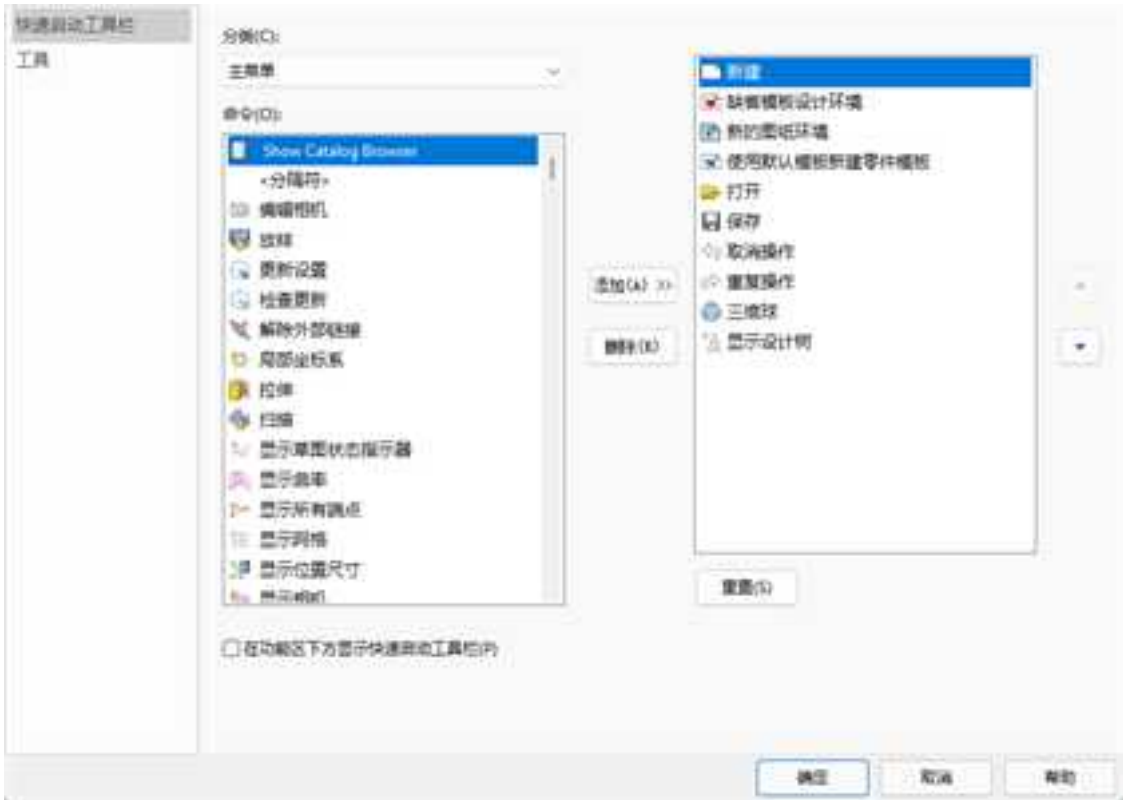 快速启动工具栏
工具
分类(C):
主菜单
命令(O):
Show Catalog Browser
<分隔符>
编辑相机
放样
更新设置
检查更新
解除外部链接
局部坐标系
拉伸
扫描
显示草图状态指示器
显示曲率
显示所有端点
显示网格
显示位置尺寸
显示相机
在功能区下方显示快速启动工具栏(P)
添加(A) >>
删除(R)
新建
缺省模板设计环境
新的图纸环境
使用默认模板新建零件模板
打开
保存
取消操作
重复操作
三维球
显示设计树
重置(S)
确定
取消
帮助